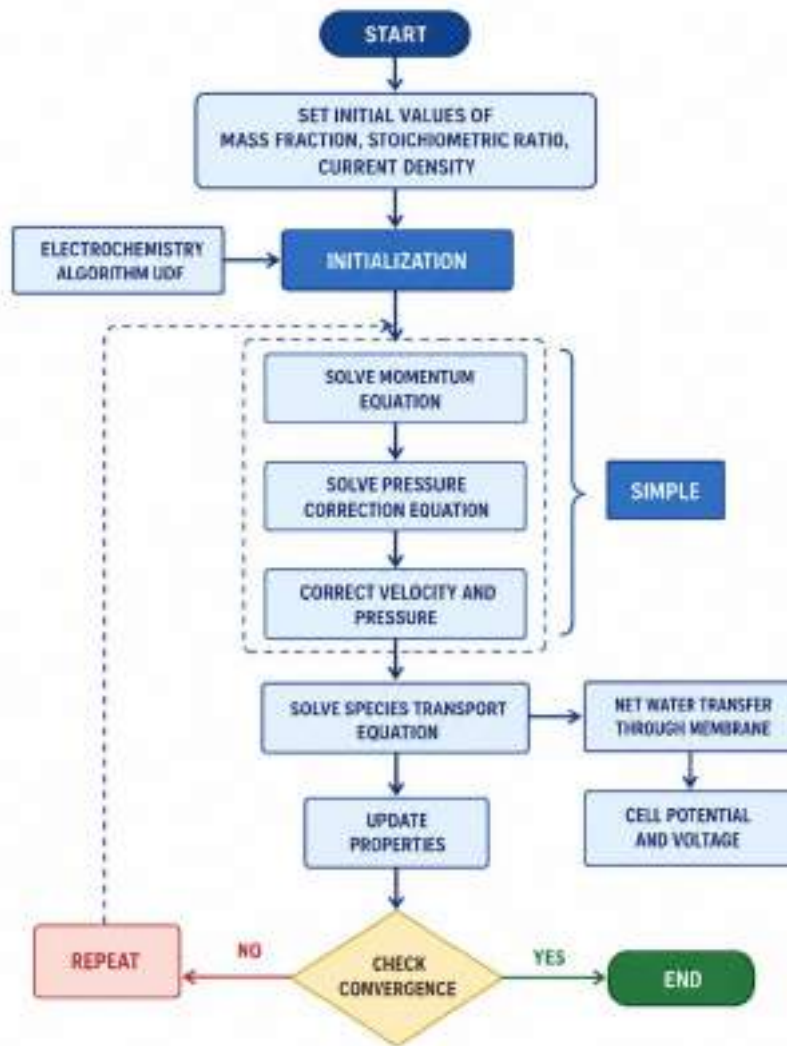 START
SET INITIAL VALUES OF
MASS FRACTION, STOICHIOMETRIC RATIO,
CURRENT DENSITY
ELECTROCHEMISTRY
ALGORITHM UDF
INITIALIZATION
SOLVE MOMENTUM
EQUATION
SOLVE PRESSURE
CORRECTION EQUATION
SIMPLE
CORRECT VELOCITY AND
PRESSURE
SOLVE SPECIES TRANSPORT
EQUATION
NET WATER TRANSFER
THROUGH MEMBRANE
UPDATE
PROPERTIES
CELL POTENTIAL
AND VOLTAGE
REPEAT
NO
CHECK
CONVERGENCE
YES
END